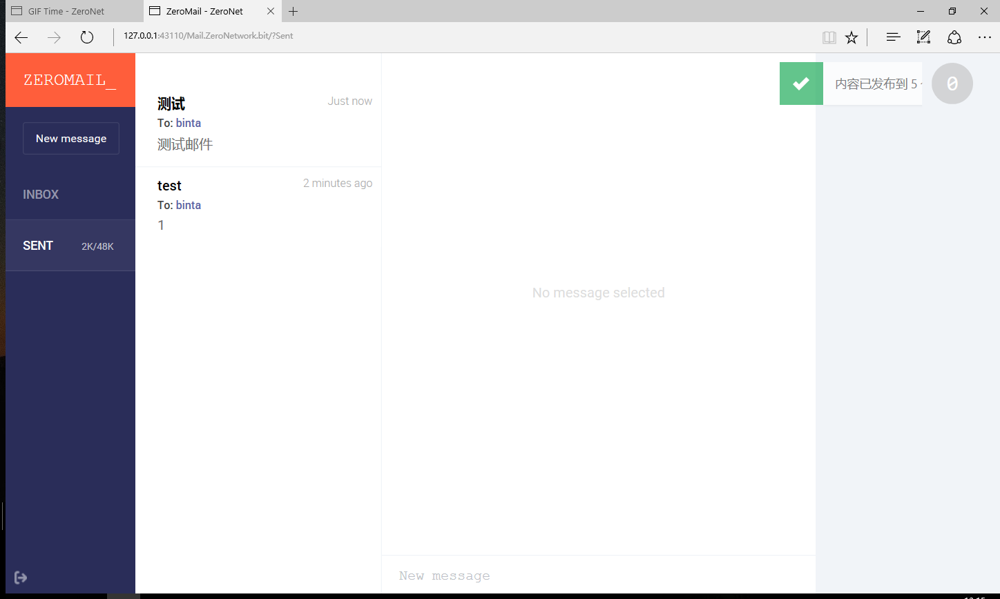 GIF Time - ZeroNet
ZeroMail - ZeroNet
127.0.0.1:43110/Mail.ZeroNetwork.bit/?Sent
ZEROMAIL_
New message
INBOX
SENT 2K/48K
测试 Just now
To: binta
测试邮件
test 2 minutes ago
To: binta
1
No message selected
New message
内容已发布到 5
0